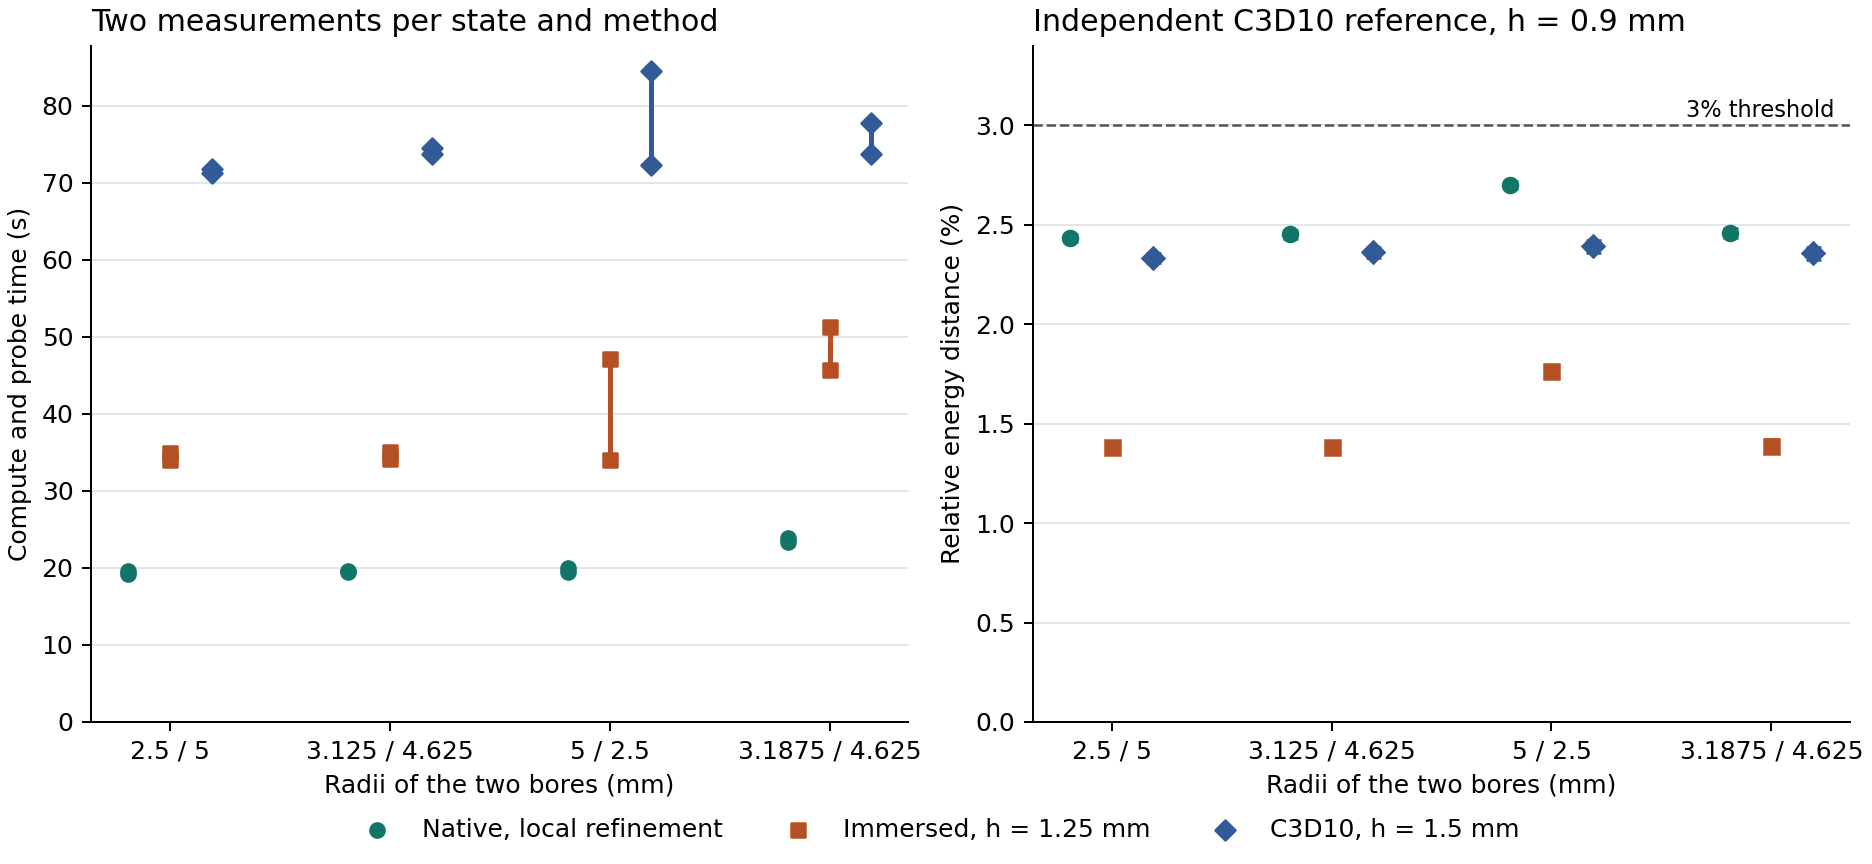 Two measurements per state and method
Compute and probe time (s)
80
70
60
50
40
30
20
10
0
2.5 / 5
3.125 / 4.625
5 / 2.5
3.1875 / 4.625
Radii of the two bores (mm)
Independent C3D10 reference, h = 0.9 mm
Relative energy distance (%)
3% threshold
3.0
2.5
2.0
1.5
1.0
0.5
0.0
2.5 / 5
3.125 / 4.625
5 / 2.5
3.1875 / 4.625
Radii of the two bores (mm)
Native, local refinement
Immersed, h = 1.25 mm
C3D10, h = 1.5 mm